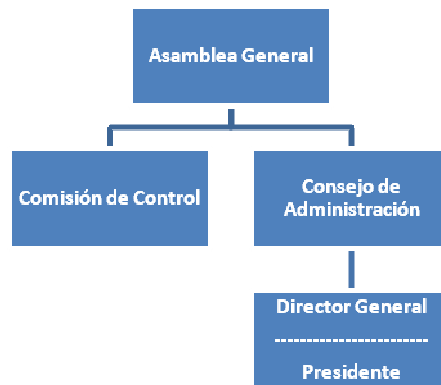 Asamblea General
Comisión de Control
Consejo de
Administración
Director General
------------------------
Presidente